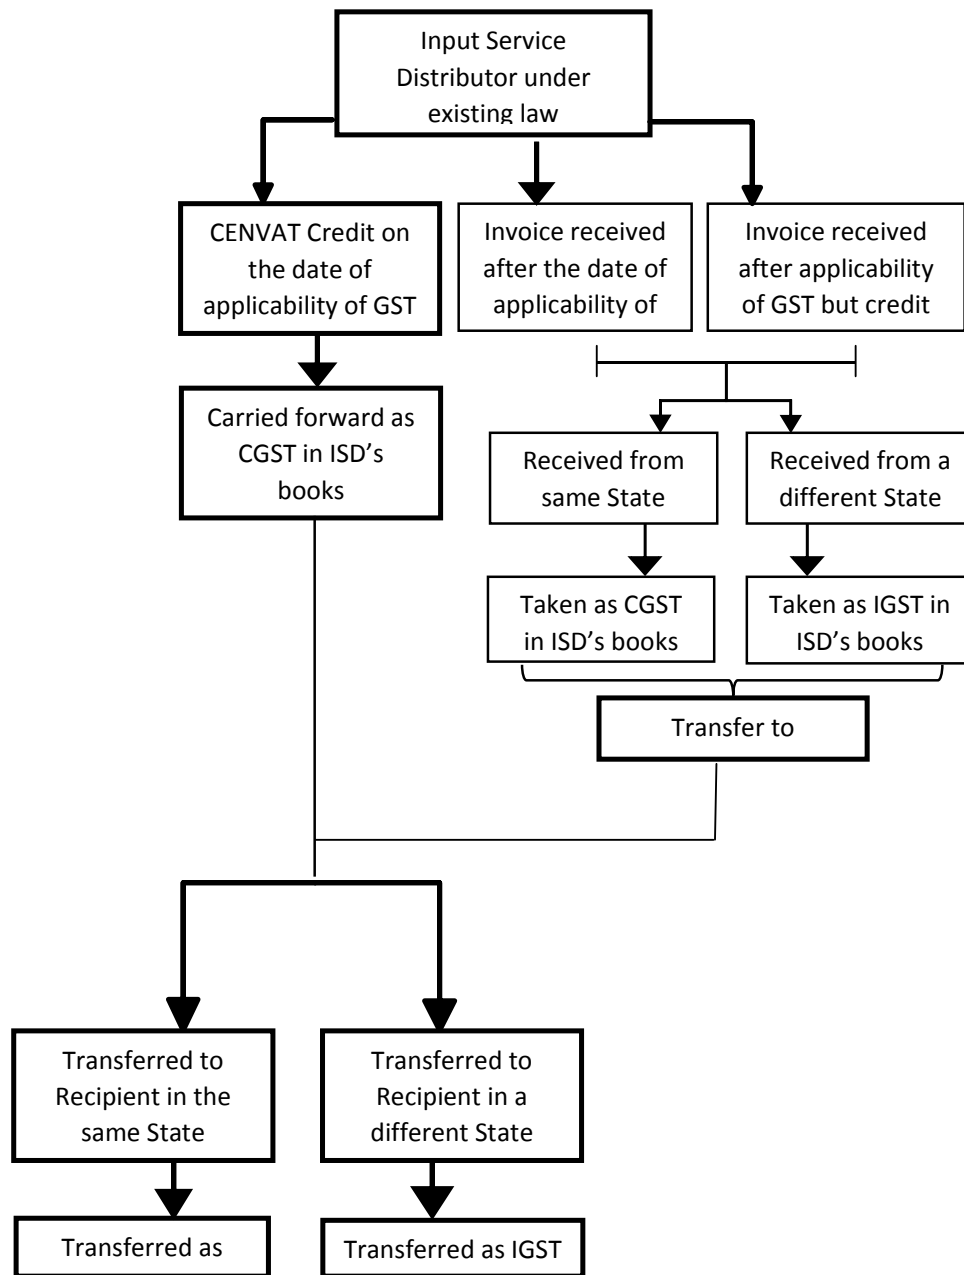 Input Service
Distributor under
existing law
CENVAT Credit on
the date of
applicability of GST
Invoice received
after the date of
applicability of
Invoice received
after applicability
of GST but credit
Carried forward as
CGST in ISD’s
books
Received from
same State
Received from a
different State
Taken as CGST
in ISD’s books
Taken as IGST in
ISD’s books
Transfer to
Transferred to
Recipient in the
same State
Transferred to
Recipient in a
different State
Transferred as
Transferred as IGST